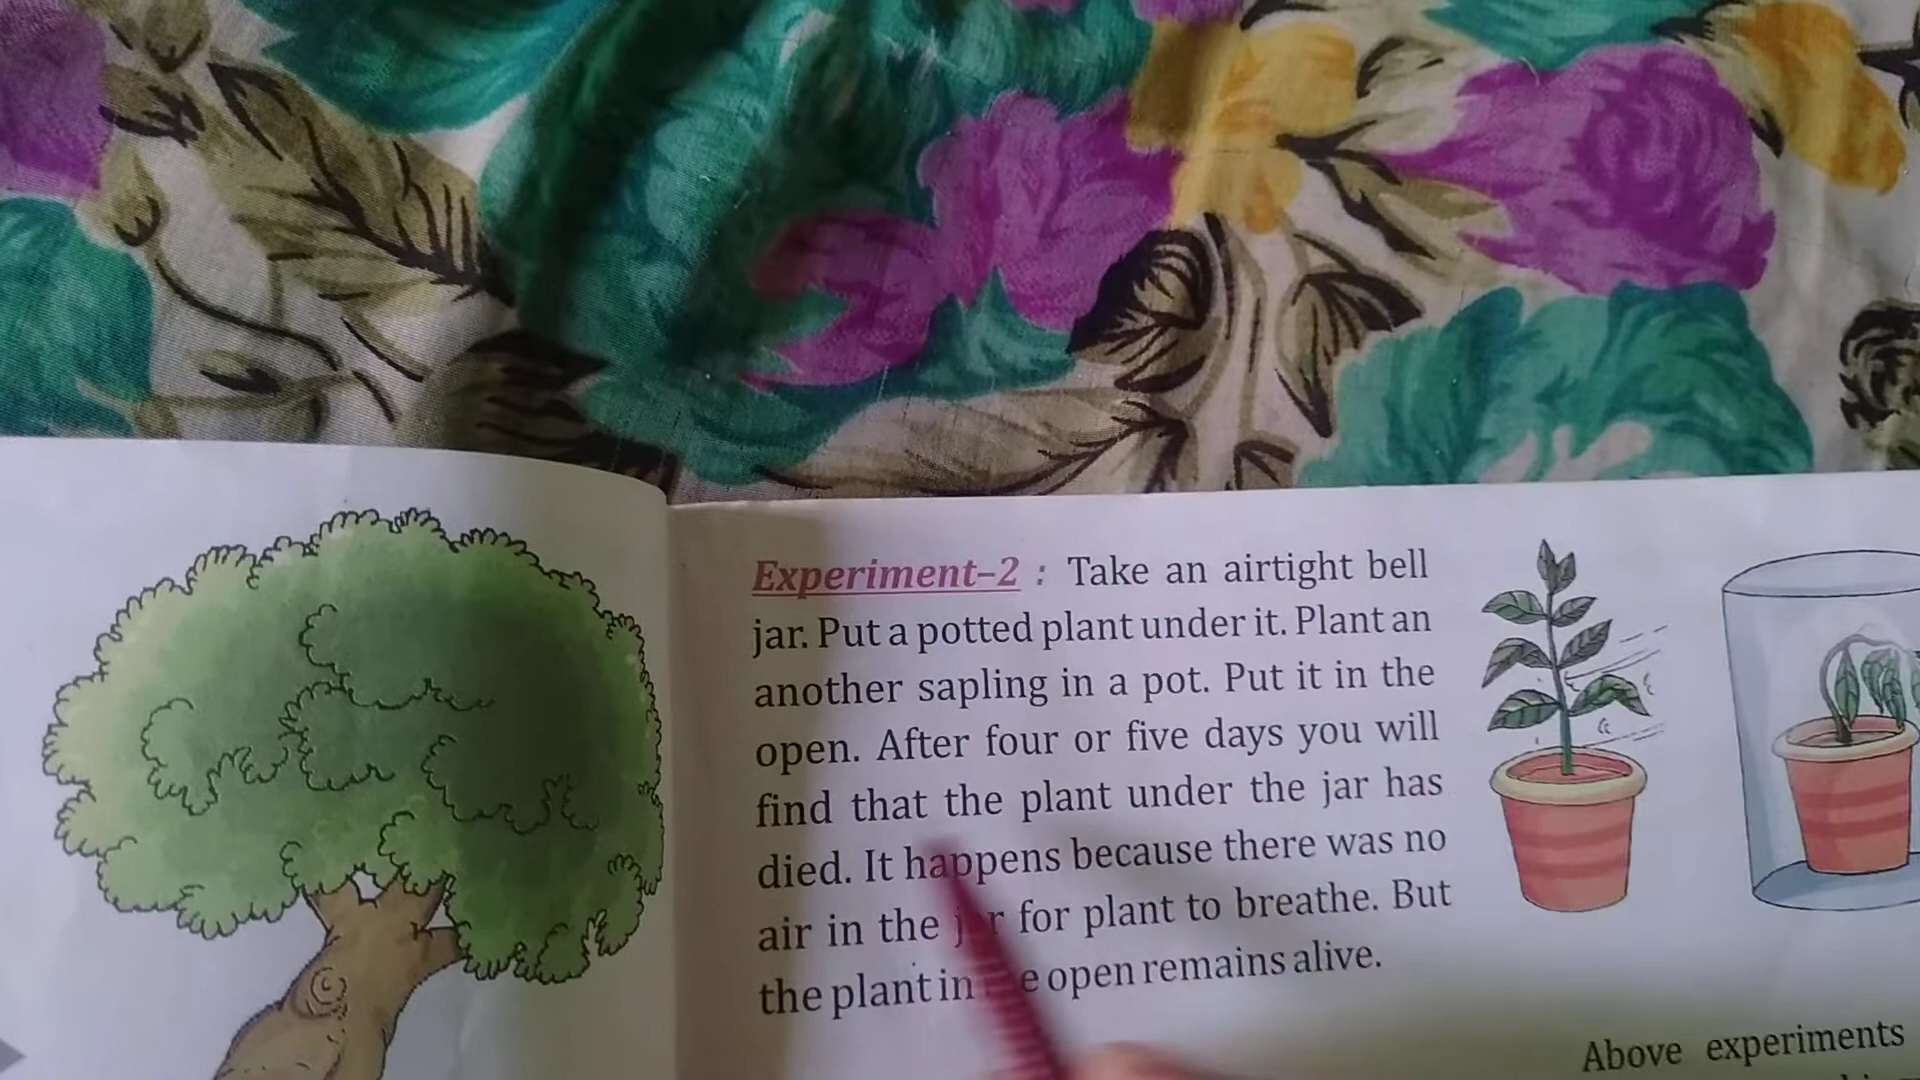 Experiment–2 : Take an airtight bell
jar. Put a potted plant under it. Plant an
another sapling in a pot. Put it in the
open. After four or five days you will
find that the plant under the jar has
died. It happens because there was no
air in the jar for plant to breathe. But
the plant in the open remains alive.
Above experiments